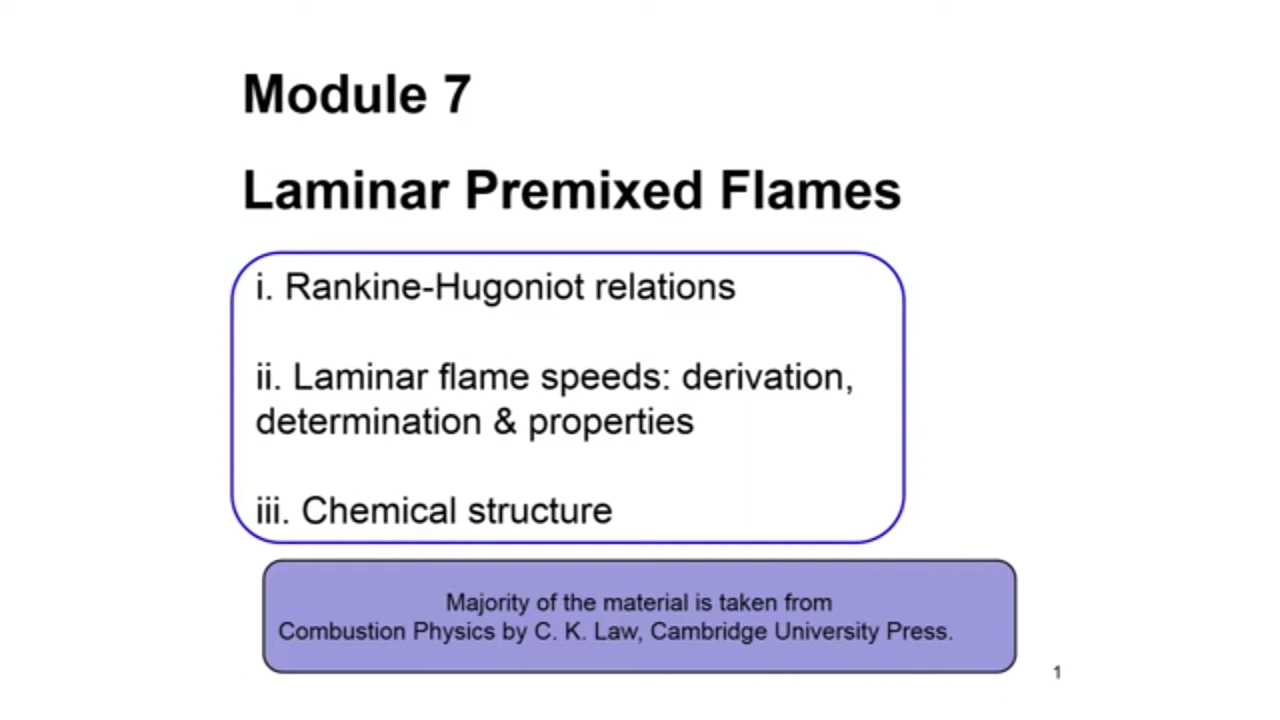 Module 7
Laminar Premixed Flames
i. Rankine-Hugoniot relations
ii. Laminar flame speeds: derivation,
determination & properties
iii. Chemical structure
Majority of the material is taken from
Combustion Physics by C. K. Law, Cambridge University Press.
1